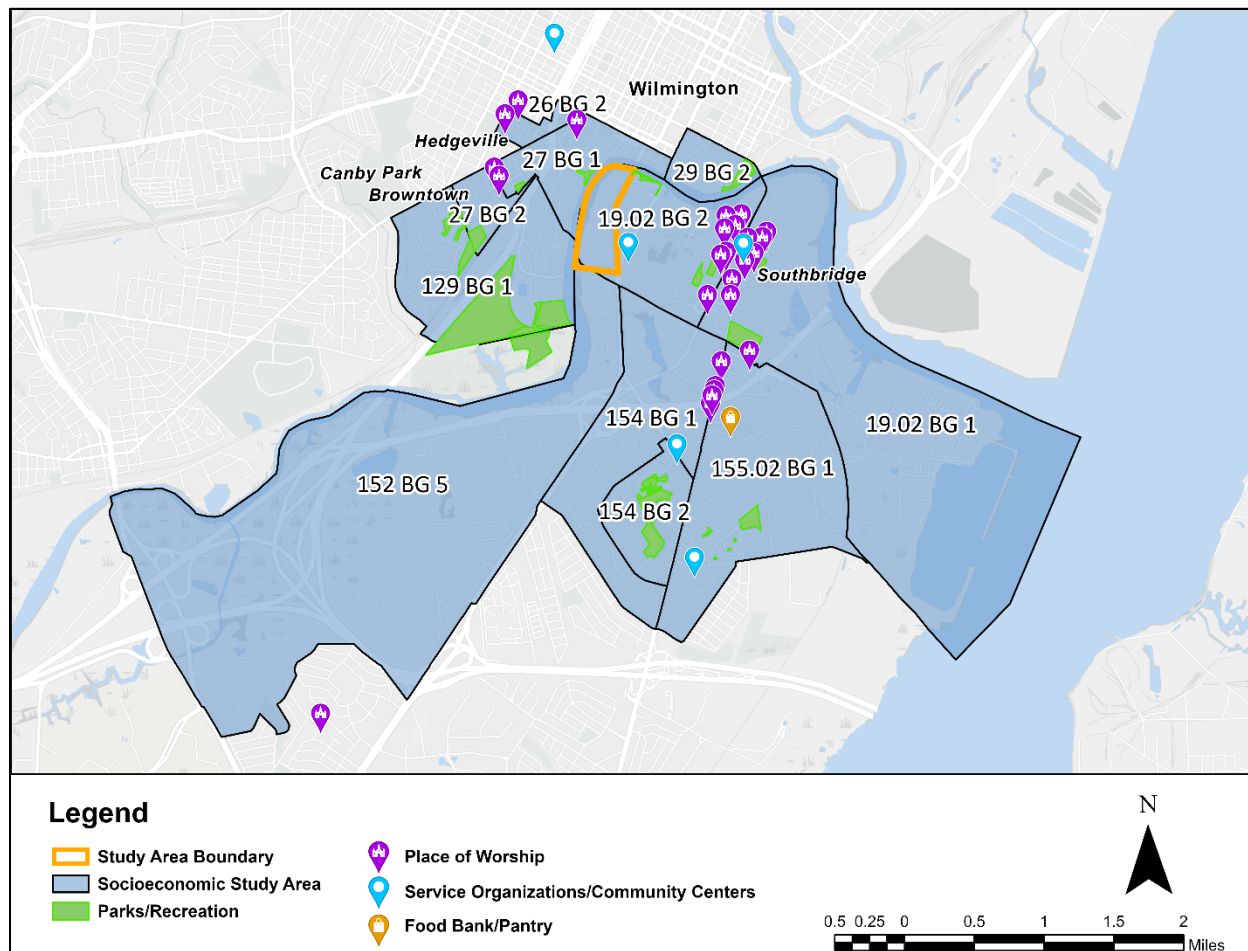 Wilmington
26 BG 2
Hedgeville
27 BG 1
29 BG 2
Canby Park
Browntown
27 BG 2
19.02 BG 2
Southbridge
129 BG 1
154 BG 1
19.02 BG 1
155.02 BG 1
152 BG 5
154 BG 2
Legend
Study Area Boundary
Socioeconomic Study Area
Parks/Recreation
Place of Worship
Service Organizations/Community Centers
Food Bank/Pantry
N
0.5 0.25 0 0.5 1 1.5 2
Miles